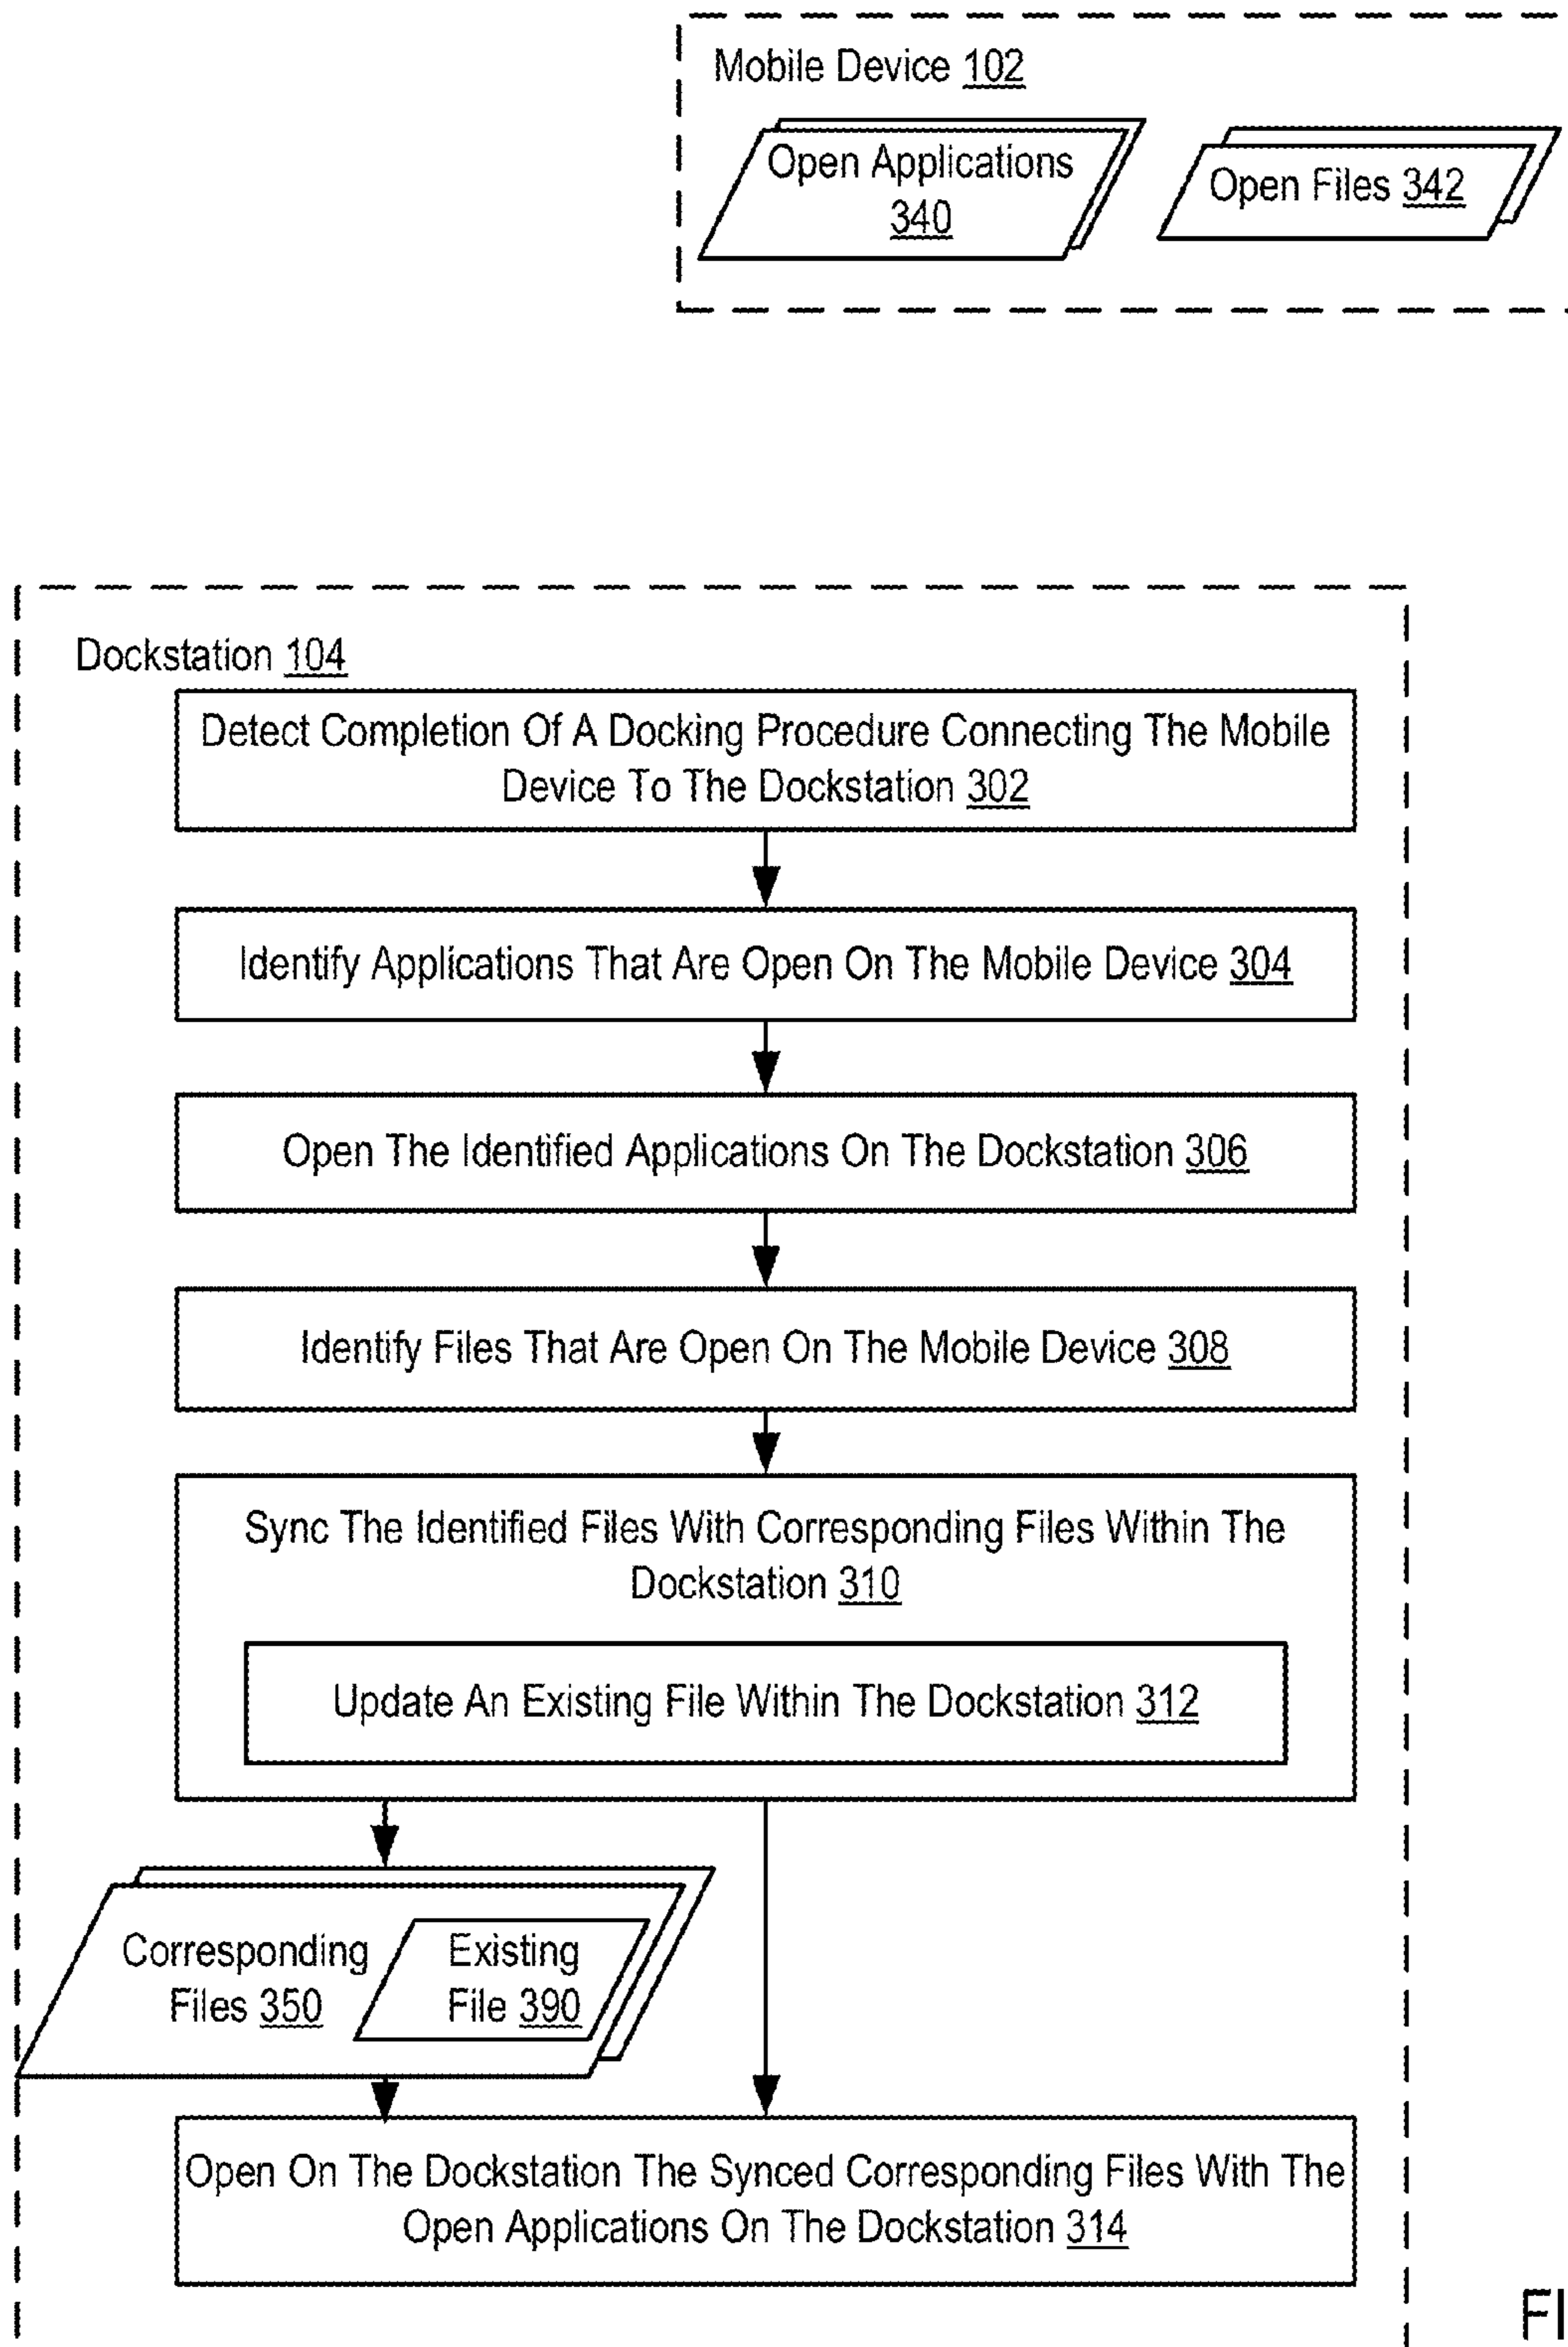 Mobile Device 102
Open Applications
340
Open Files 342
Dockstation 104
Detect Completion Of A Docking Procedure Connecting The Mobile
Device To The Dockstation 302
Identify Applications That Are Open On The Mobile Device 304
Open The Identified Applications On The Dockstation 306
Identify Files That Are Open On The Mobile Device 308
Sync The Identified Files With Corresponding Files Within The
Dockstation 310
Update An Existing File Within The Dockstation 312
Corresponding
Files 350
Existing
File 390
Open On The Dockstation The Synced Corresponding Files With The
Open Applications On The Dockstation 314
FI